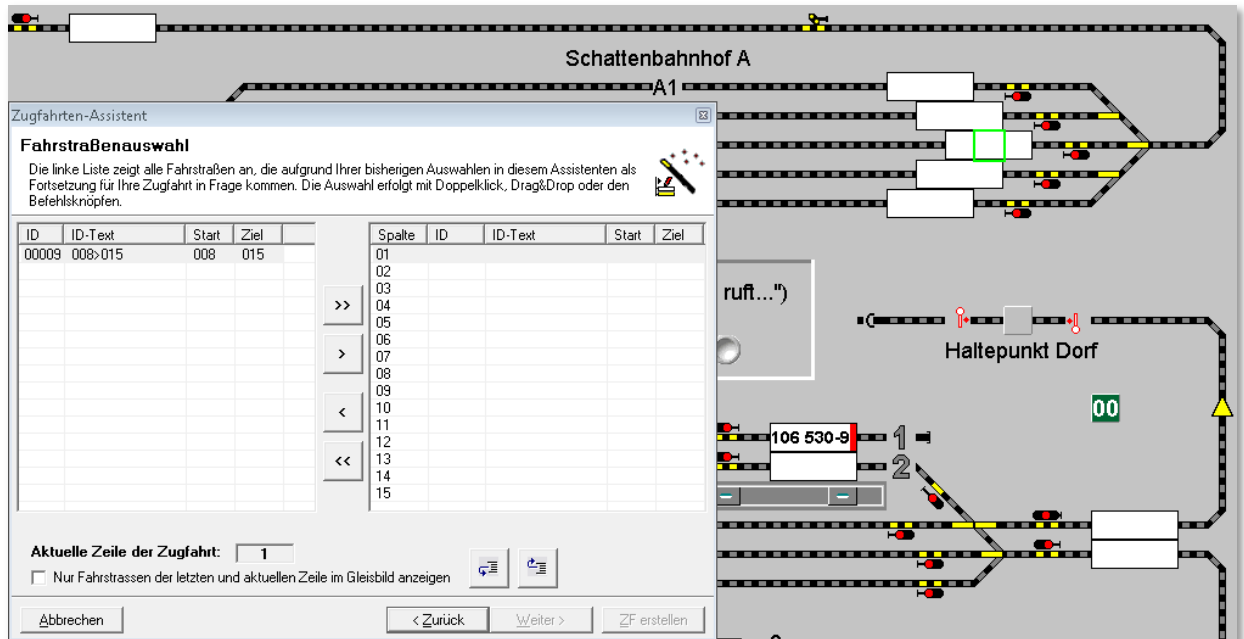 Schattenbahnhof A
A1
Zugfahrten-Assistent
Fahrstraßenauswahl
Die linke Liste zeigt alle Fahrstraßen an, die aufgrund Ihrer bisherigen Auswahlen in diesem Assistenten als
Fortsetzung für Ihre Zugfahrt in Frage kommen. Die Auswahl erfolgt mit Doppelklick, Drag&Drop oder den
Befehlsknöpfen.
ID ID-Text Start Ziel
00009 008>015 008 015
>>
>
<
<<
Spalte ID ID-Text Start Ziel
01
02
03
04
05
06
07
08
09
10
11
12
13
14
15
Aktuelle Zeile der Zugfahrt: 1
Nur Fahrstrassen der letzten und aktuellen Zeile im Gleisbild anzeigen
Abbrechen
< Zurück
Weiter >
ZF erstellen
ruft...")
Haltepunkt Dorf
00
106 530-9 1
2